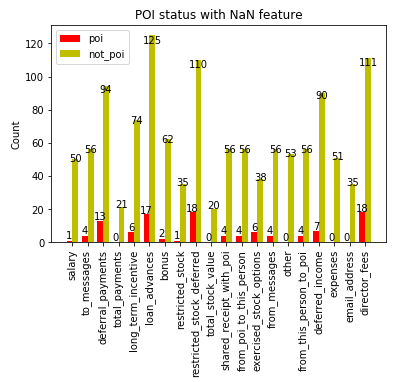 POI status with NaN feature
poi
not_poi
Count
120
100
80
60
40
20
0
1 50
4 56
13 94
0 21
6 74
17 125
2 62
1 35
18 110
0 20
4 56
4 56
6 38
4 56
0 53
4 56
7 90
0 51
0 35
18 111
salary
to_messages
deferral_payments
total_payments
long_term_incentive
loan_advances
bonus
restricted_stock
restricted_stock_deferred
total_stock_value
shared_receipt_with_poi
from_poi_to_this_person
exercised_stock_options
from_messages
other
from_this_person_to_poi
deferred_income
expenses
email_address
director_fees